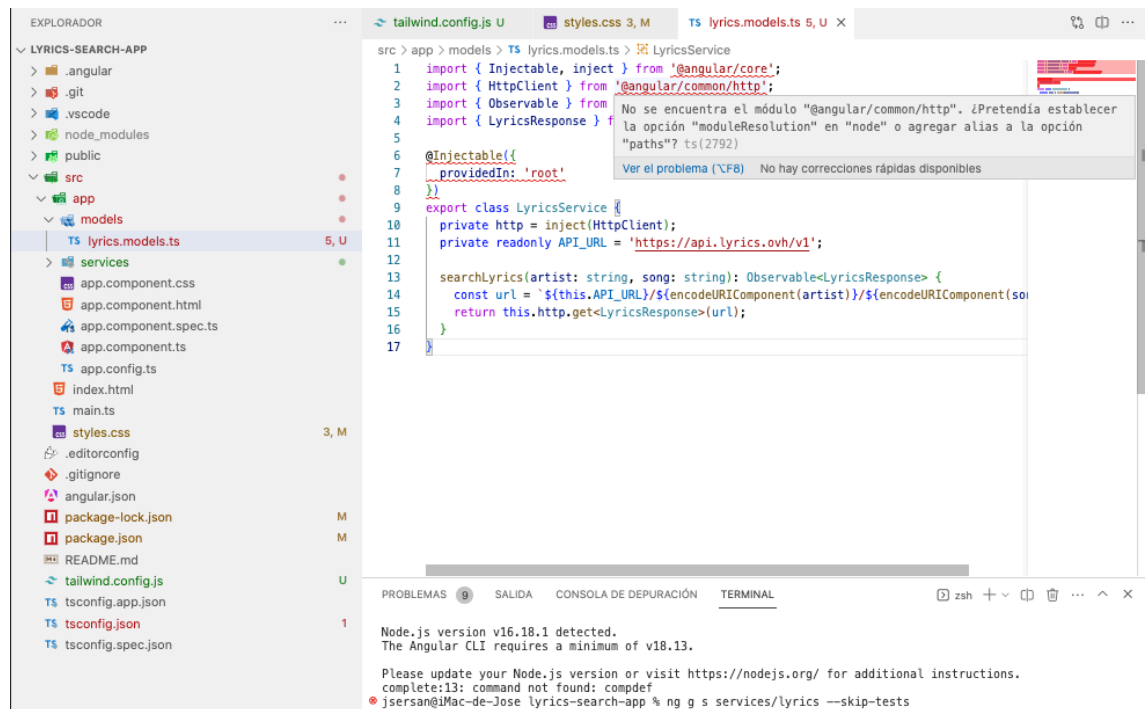 EXPLORADOR ...
tailwind.config.js U
styles.css 3, M
TS lyrics.models.ts 5, U
LYRICS-SEARCH-APP
.angular
.git
.vscode
node_modules
public
src
app
models
TS lyrics.models.ts 5, U
services
app.component.css
app.component.html
app.component.spec.ts
app.component.ts
TS app.config.ts
index.html
TS main.ts
styles.css 3, M
.editorconfig
.gitignore
angular.json
package-lock.json M
package.json M
README.md
tailwind.config.js U
TS tsconfig.app.json
TS tsconfig.json 1
TS tsconfig.spec.json
src > app > models > TS lyrics.models.ts > LyricsService
1 import { Injectable, inject } from '@angular/core';
2 import { HttpClient } from '@angular/common/http';
3 import { Observable } from
4 import { LyricsResponse } f
5
6 @Injectable({
7 providedIn: 'root'
8 })
9 export class LyricsService {
10 private http = inject(HttpClient);
11 private readonly API_URL = 'https://api.lyrics.ovh/v1';
12
13 searchLyrics(artist: string, song: string): Observable<LyricsResponse> {
14 const url = `${this.API_URL}/${encodeURIComponent(artist)}/${encodeURIComponent(so
15 return this.http.get<LyricsResponse>(url);
16 }
17 }
No se encuentra el módulo "@angular/common/http". ¿Pretendía establecer
la opción "moduleResolution" en "node" o agregar alias a la opción
"paths"? ts(2792)
Ver el problema (⌥F8) No hay correcciones rápidas disponibles
PROBLEMAS 9 SALIDA CONSOLA DE DEPURACIÓN TERMINAL
zsh
Node.js version v16.18.1 detected.
The Angular CLI requires a minimum of v18.13.
Please update your Node.js version or visit https://nodejs.org/ for additional instructions.
complete:13: command not found: compdef
jsersan@iMac-de-Jose lyrics-search-app % ng g s services/lyrics --skip-tests